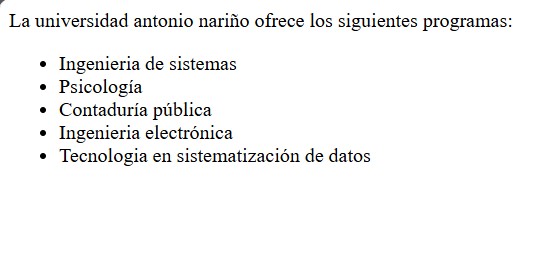 La universidad antonio nariño ofrece los siguientes programas:
• Ingenieria de sistemas
• Psicología
• Contaduría pública
• Ingenieria electrónica
• Tecnologia en sistematización de datos